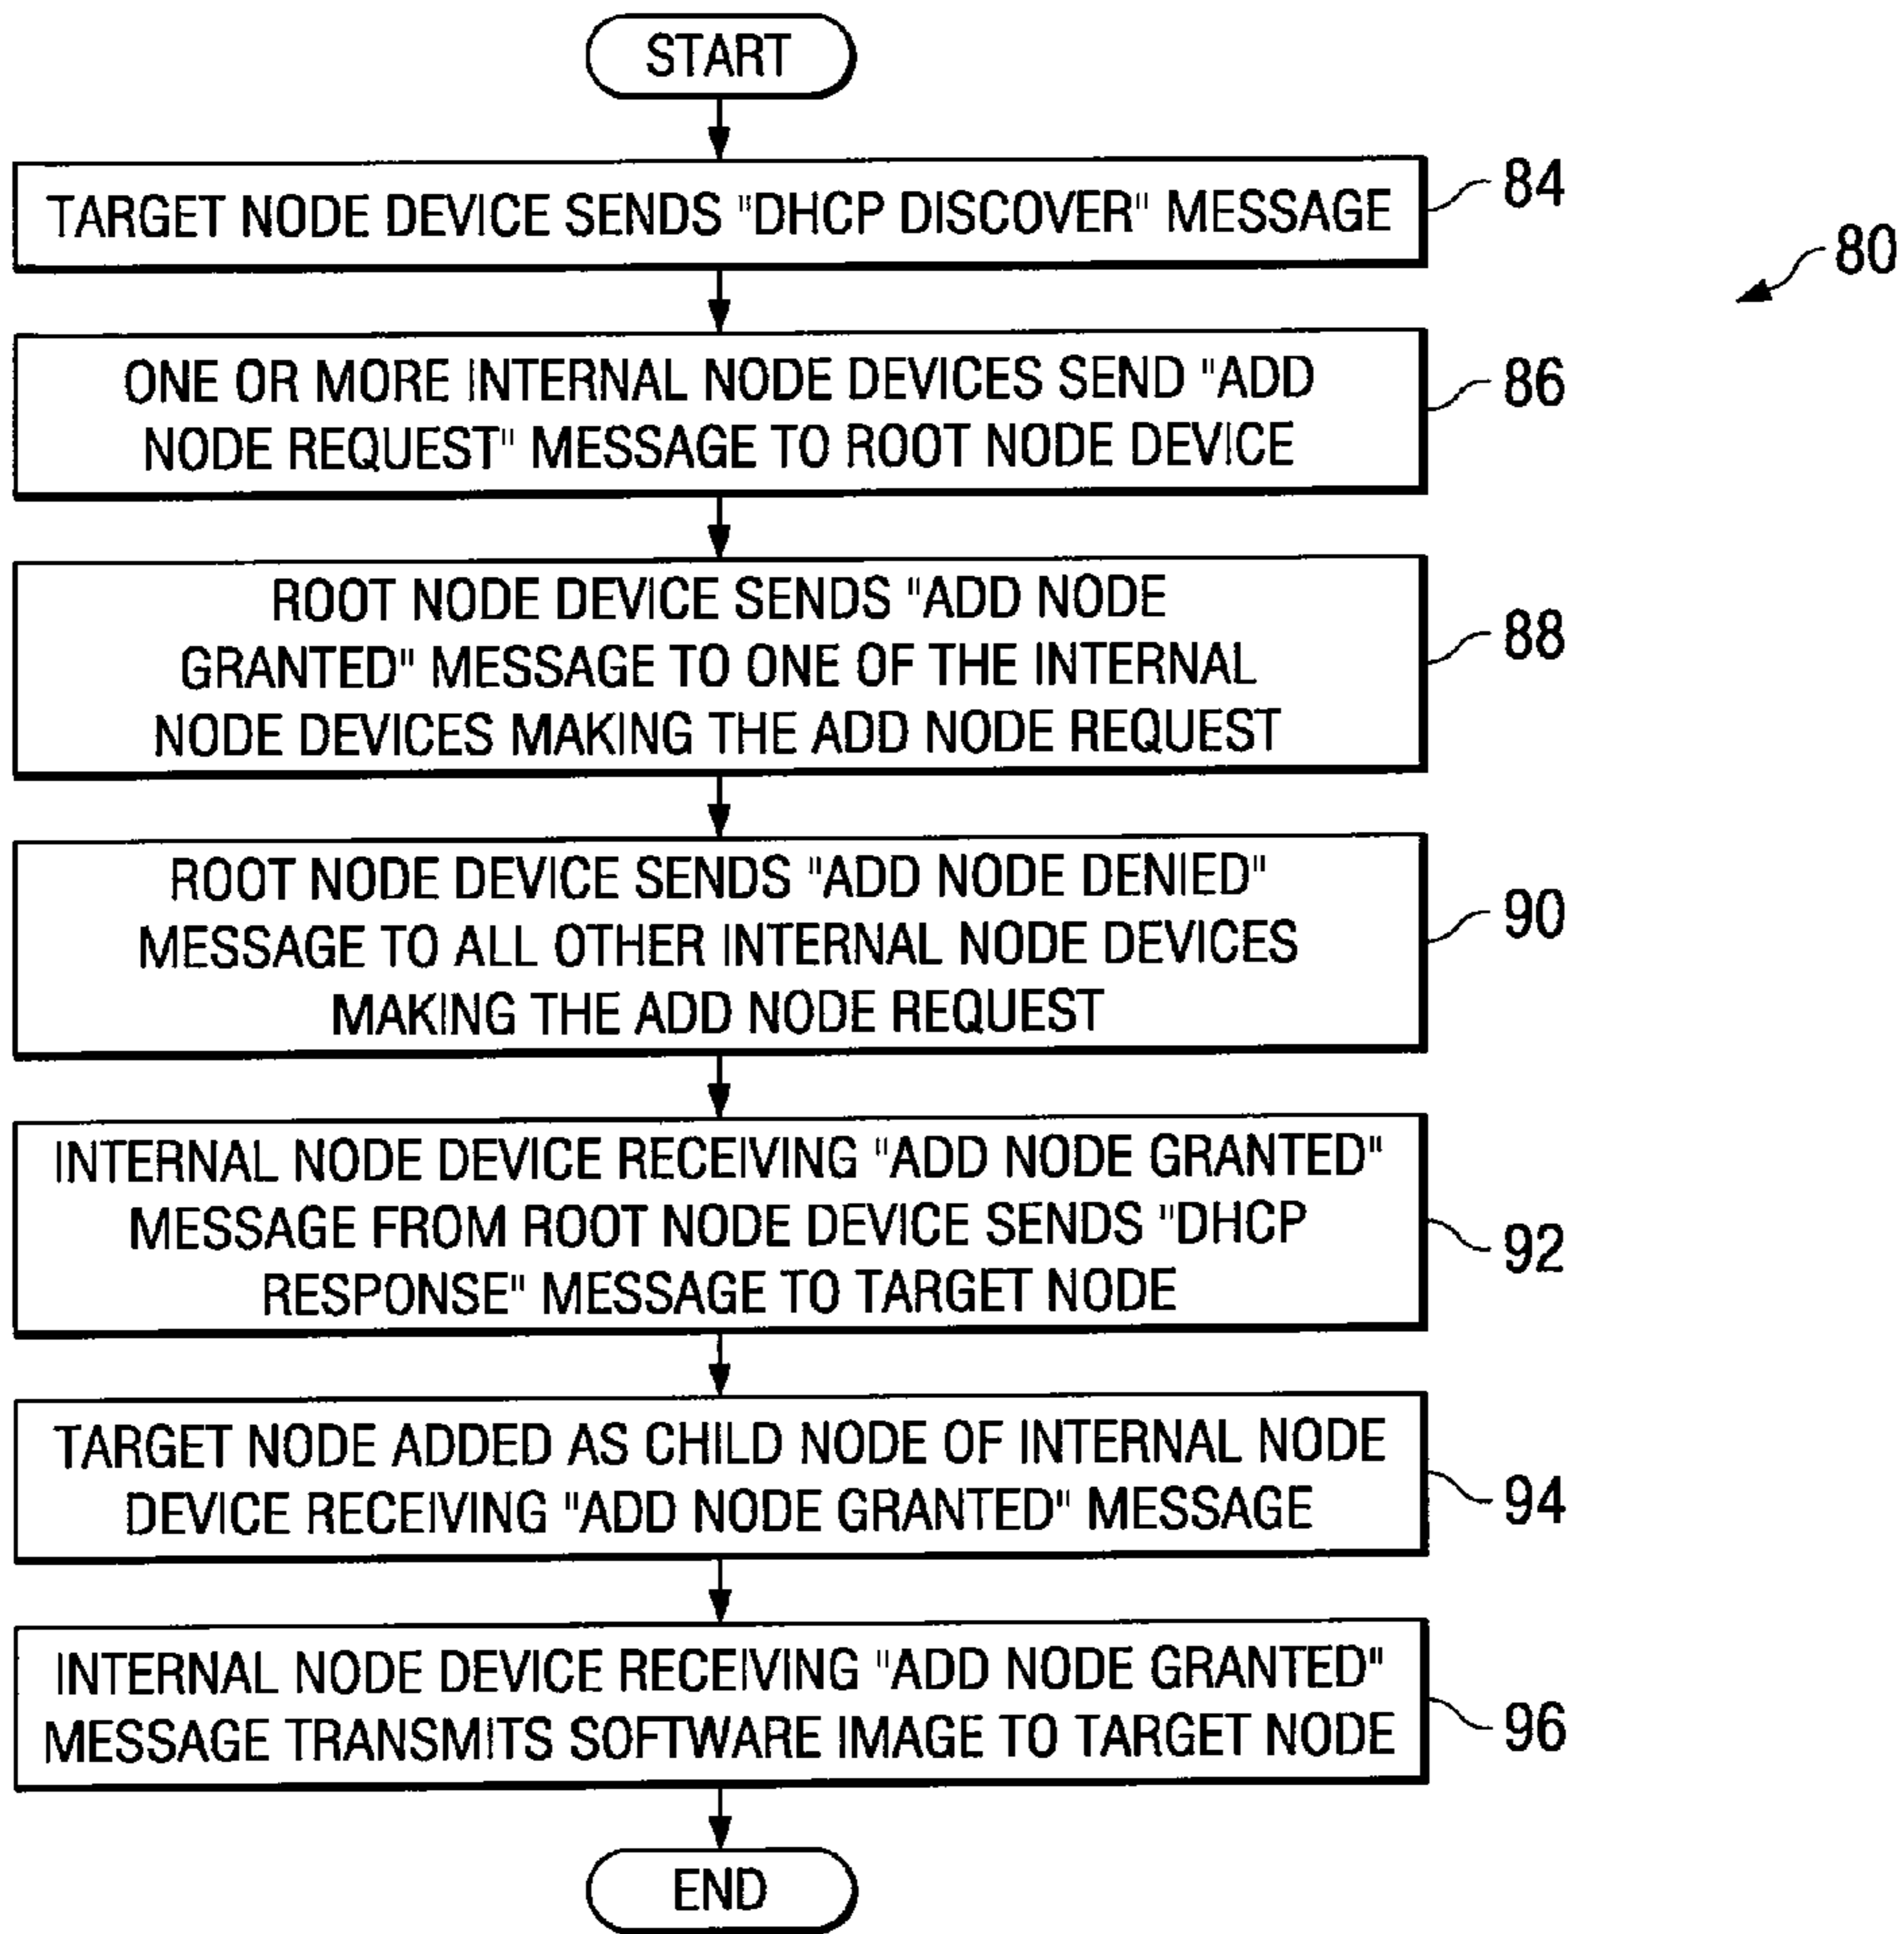 START
TARGET NODE DEVICE SENDS "DHCP DISCOVER" MESSAGE
84
80
ONE OR MORE INTERNAL NODE DEVICES SEND "ADD
NODE REQUEST" MESSAGE TO ROOT NODE DEVICE
86
ROOT NODE DEVICE SENDS "ADD NODE
GRANTED" MESSAGE TO ONE OF THE INTERNAL
NODE DEVICES MAKING THE ADD NODE REQUEST
88
ROOT NODE DEVICE SENDS "ADD NODE DENIED"
MESSAGE TO ALL OTHER INTERNAL NODE DEVICES
MAKING THE ADD NODE REQUEST
90
INTERNAL NODE DEVICE RECEIVING "ADD NODE GRANTED"
MESSAGE FROM ROOT NODE DEVICE SENDS "DHCP
RESPONSE" MESSAGE TO TARGET NODE
92
TARGET NODE ADDED AS CHILD NODE OF INTERNAL NODE
DEVICE RECEIVING "ADD NODE GRANTED" MESSAGE
94
INTERNAL NODE DEVICE RECEIVING "ADD NODE GRANTED"
MESSAGE TRANSMITS SOFTWARE IMAGE TO TARGET NODE
96
END